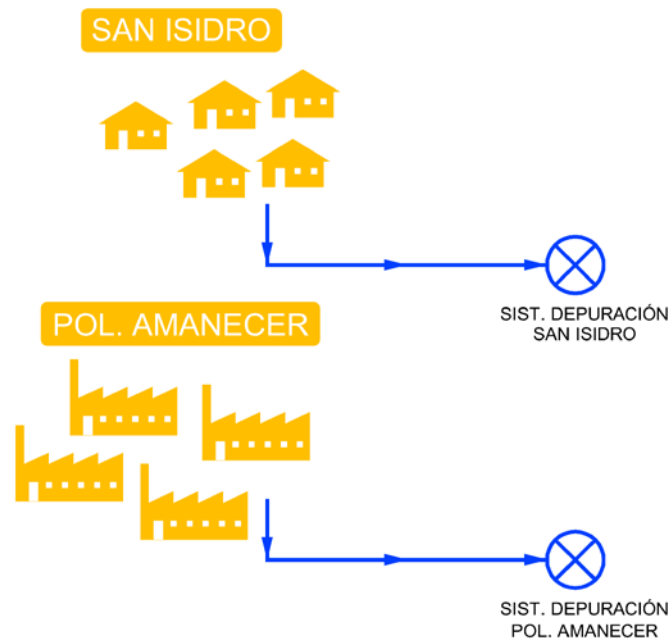 SAN ISIDRO
SIST. DEPURACIÓN
SAN ISIDRO
POL. AMANECER
SIST. DEPURACIÓN
POL. AMANECER